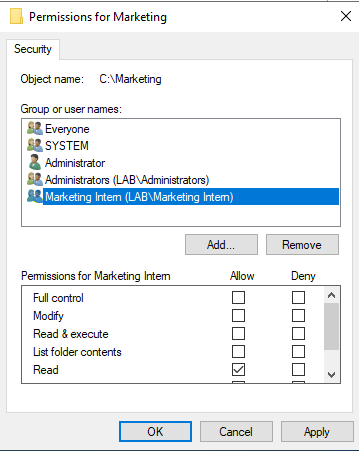 Permissions for Marketing
Security
Object name: C:\Marketing
Group or user names:
Everyone
SYSTEM
Administrator
Administrators (LAB\Administrators)
Marketing Intern (LAB\Marketing Intern)
Add... Remove
Permissions for Marketing Intern Allow Deny
Full control
Modify
Read & execute
List folder contents
Read
OK Cancel Apply